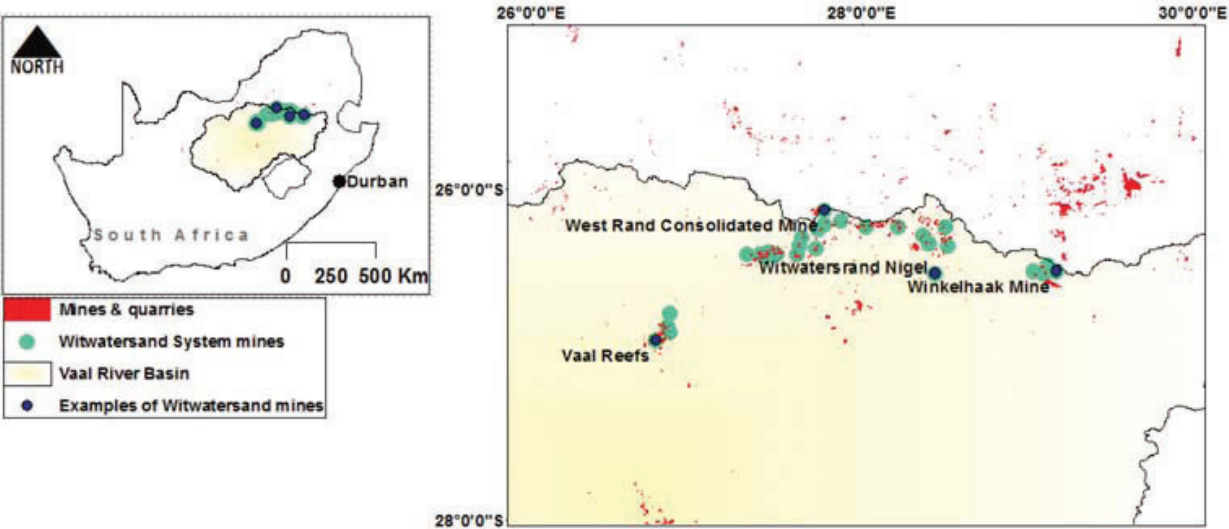 NORTH
Durban
South Africa
0 250 500 Km
Mines & quarries
Witwatersand System mines
Vaal River Basin
Examples of Witwatersand mines
26°0'0"E 28°0'0"E 30°0'0"E
26°0'0"S
West Rand Consolidated Mine
Witwatersrand Nigel
Winkelhaak Mine
Vaal Reefs
28°0'0"S